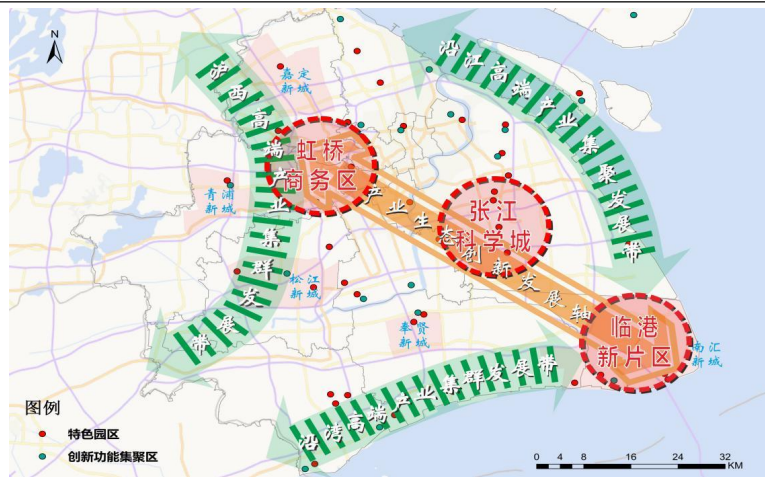 N
沿江高端产业集聚发展带
沪西高端产业集群发展带
嘉定
新城
虹桥
商务区
青浦
新城
产业生态创新发展轴
张江
科学城
松江
新城
奉贤
新城
临港
新片区
南汇
新城
沿湾高端产业集群发展带
图例
特色园区
创新功能集聚区
0 4 8 16 24 32
KM